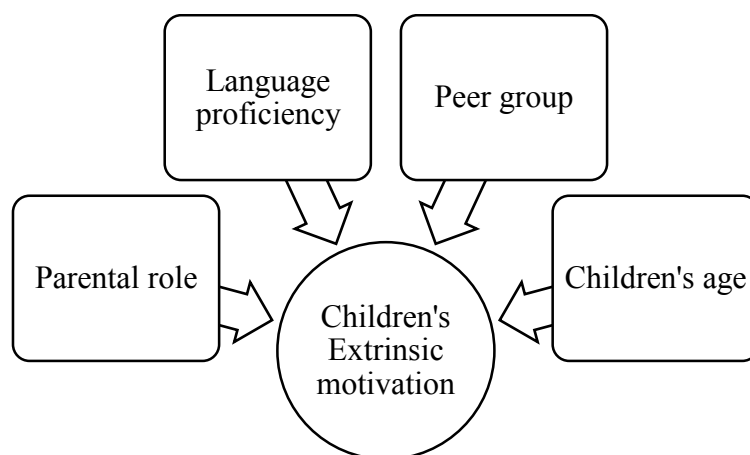 Language
proficiency
Peer group
Parental role
Children's age
Children's
Extrinsic
motivation